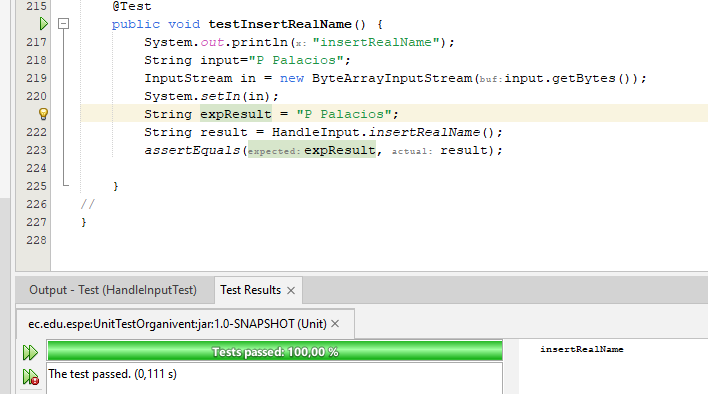 215 @Test
public void testInsertRealName() {
217 System.out.println(x: "insertRealName");
218 String input="P Palacios";
219 InputStream in = new ByteArrayInputStream(buf:input.getBytes());
220 System.setIn(in);
String expResult = "P Palacios";
222 String result = HandleInput.insertRealName();
223 assertEquals(expected:expResult, actual: result);
224
225 }
226 //
227 }
228
Output - Test (HandleInputTest) Test Results ×
ec.edu.espe:UnitTestOrganivent:jar:1.0-SNAPSHOT (Unit) ×
Tests passed: 100,00 %
The test passed. (0,111 s)
insertRealName